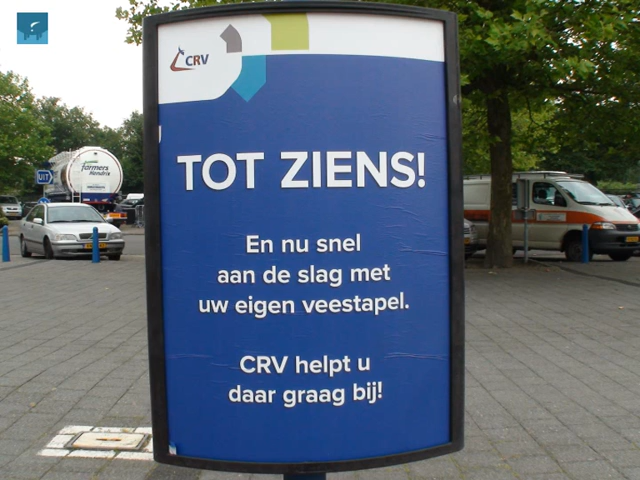 CRV
TOT ZIENS!
En nu snel
aan de slag met
uw eigen veestapel.
CRV helpt u
daar graag bij!
UIT
farmers
Hendrix